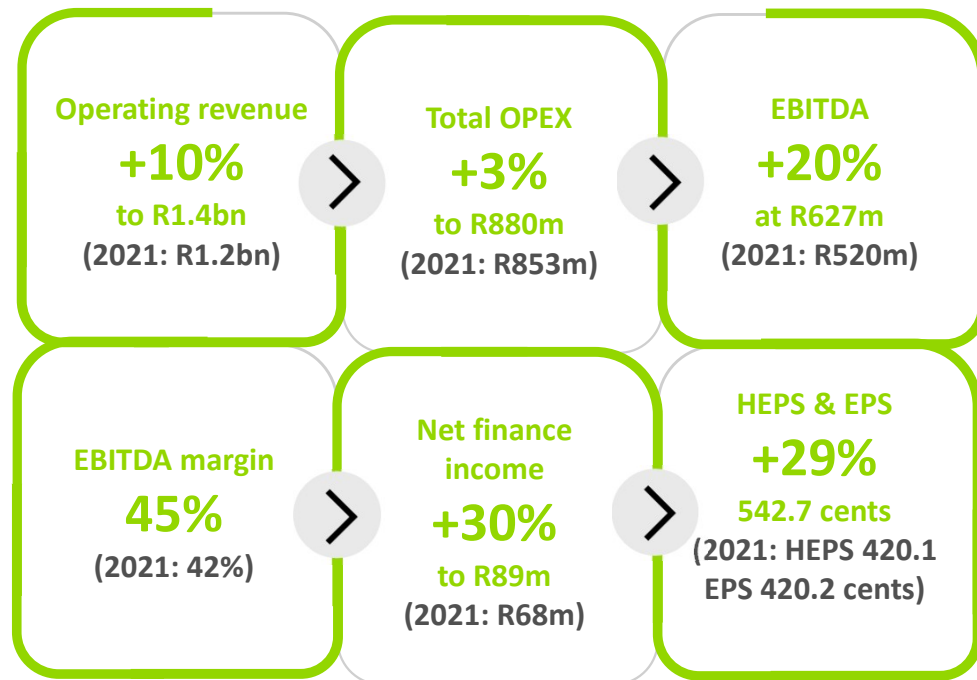 Operating revenue
+10%
to R1.4bn
(2021: R1.2bn)
Total OPEX
+3%
to R880m
(2021: R853m)
EBITDA
+20%
at R627m
(2021: R520m)
EBITDA margin
45%
(2021: 42%)
Net finance
income
+30%
to R89m
(2021: R68m)
HEPS & EPS
+29%
542.7 cents
(2021: HEPS 420.1
EPS 420.2 cents)